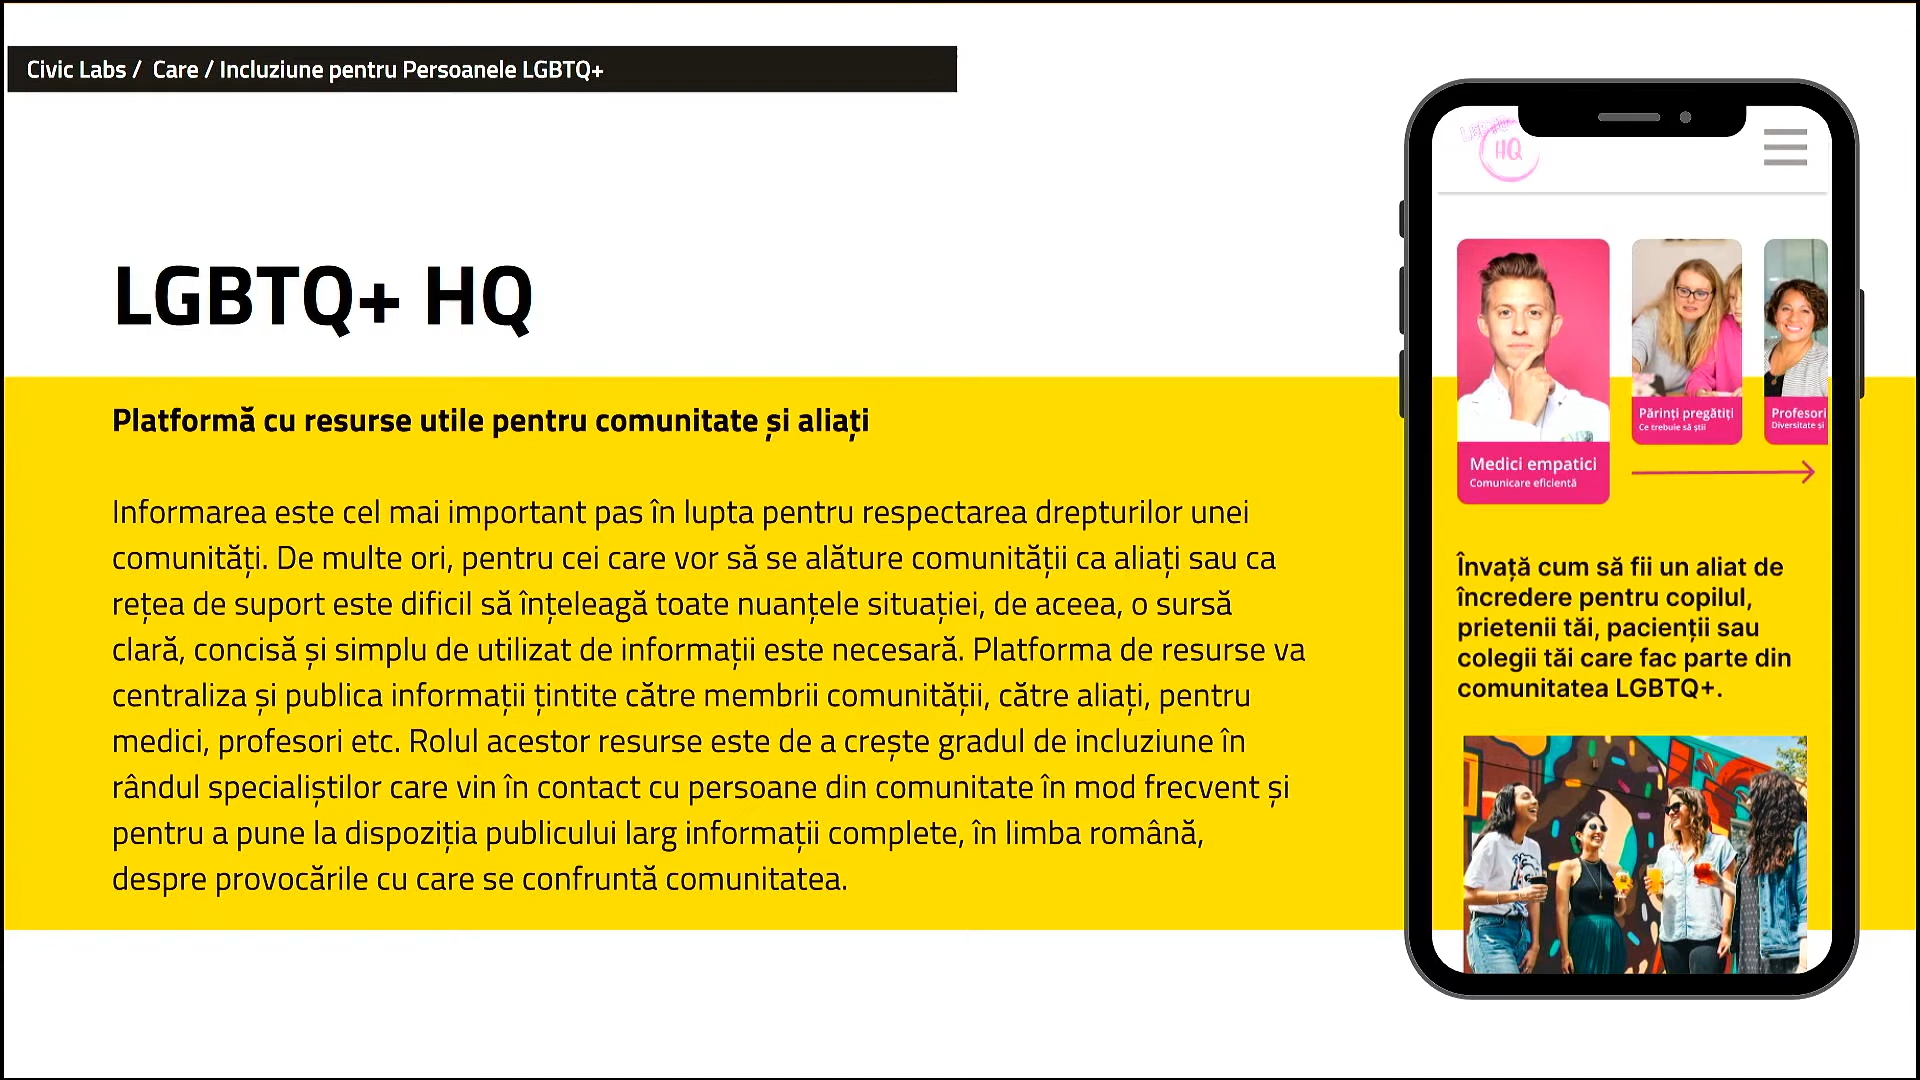 Civic Labs / Care / Incluziune pentru Persoanele LGBTQ+
LGBTQ+ HQ
Platformă cu resurse utile pentru comunitate și aliați
Informarea este cel mai important pas în lupta pentru respectarea drepturilor unei
comunități. De multe ori, pentru cei care vor să se alăture comunității ca aliați sau ca
rețea de suport este dificil să înțeleagă toate nuanțele situației, de aceea, o sursă
clară, concisă și simplu de utilizat de informații este necesară. Platforma de resurse va
centraliza și publica informații țintite către membrii comunității, către aliați, pentru
medici, profesori etc. Rolul acestor resurse este de a crește gradul de incluziune în
rândul specialiștilor care vin în contact cu persoane din comunitate în mod frecvent și
pentru a pune la dispoziția publicului larg informații complete, în limba română,
despre provocările cu care se confruntă comunitatea.
HQ
Medici empatici
Comunicare eficientă
Părinți pregătiți
Ce trebuie să știi
Profesori
Diversitate și
Învață cum să fii un aliat de
încredere pentru copilul,
prietenii tăi, pacienții sau
colegii tăi care fac parte din
comunitatea LGBTQ+.